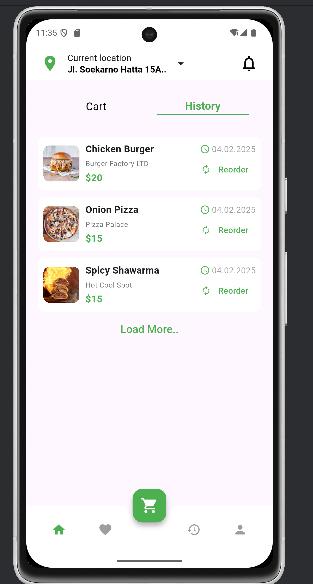 11:35
Current location
Jl. Soekarno Hatta 15A..
Cart
History
Chicken Burger
04.02.2025
Burger Factory LTD
Reorder
$20
Onion Pizza
04.02.2025
Pizza Palace
Reorder
$15
Spicy Shawarma
04.02.2025
Hot Cool Spot
Reorder
$15
Load More..